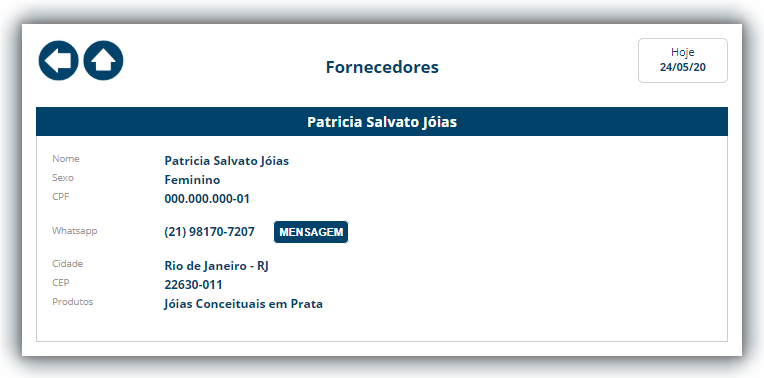 Hoje
Fornecedores
24/05/20
Patricia Salvato Jóias
Nome Patricia Salvato Jóias
Sexo Feminino
CPF 000.000.000-01
Whatsapp (21) 98170-7207 MENSAGEM
Cidade Rio de Janeiro - RJ
CEP 22630-011
Produtos Jóias Conceituais em Prata